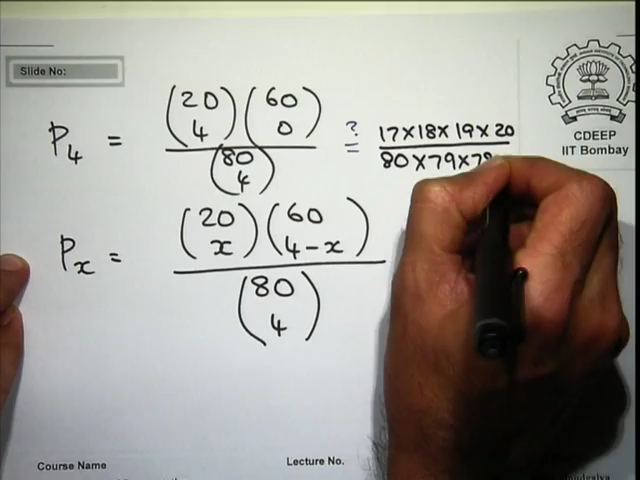 Slide No:
P₄ = (20 4)(60 0) / (80 4) ?= 17×18×19×20 / 80×79×78
Pₓ = (20 x)(60 4-x) / (80 4)
CDEEP
IIT Bombay
Course Name
Lecture No.